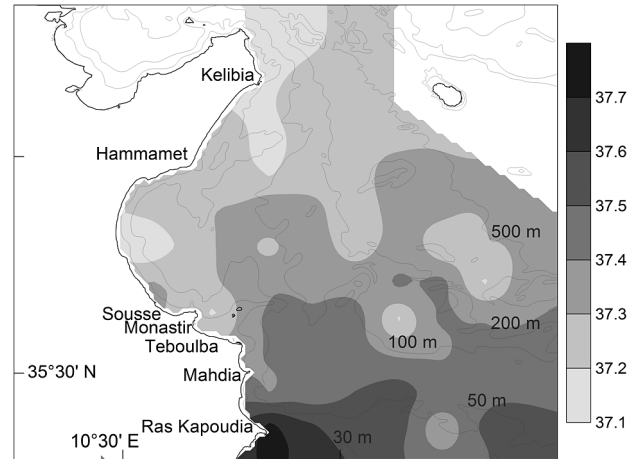 Kelibia
Hammamet
Sousse
Monastir
Teboulba
Mahdia
Ras Kapoudia
35°30' N
10°30' E
500 m
200 m
100 m
50 m
30 m
37.7
37.6
37.5
37.4
37.3
37.2
37.1